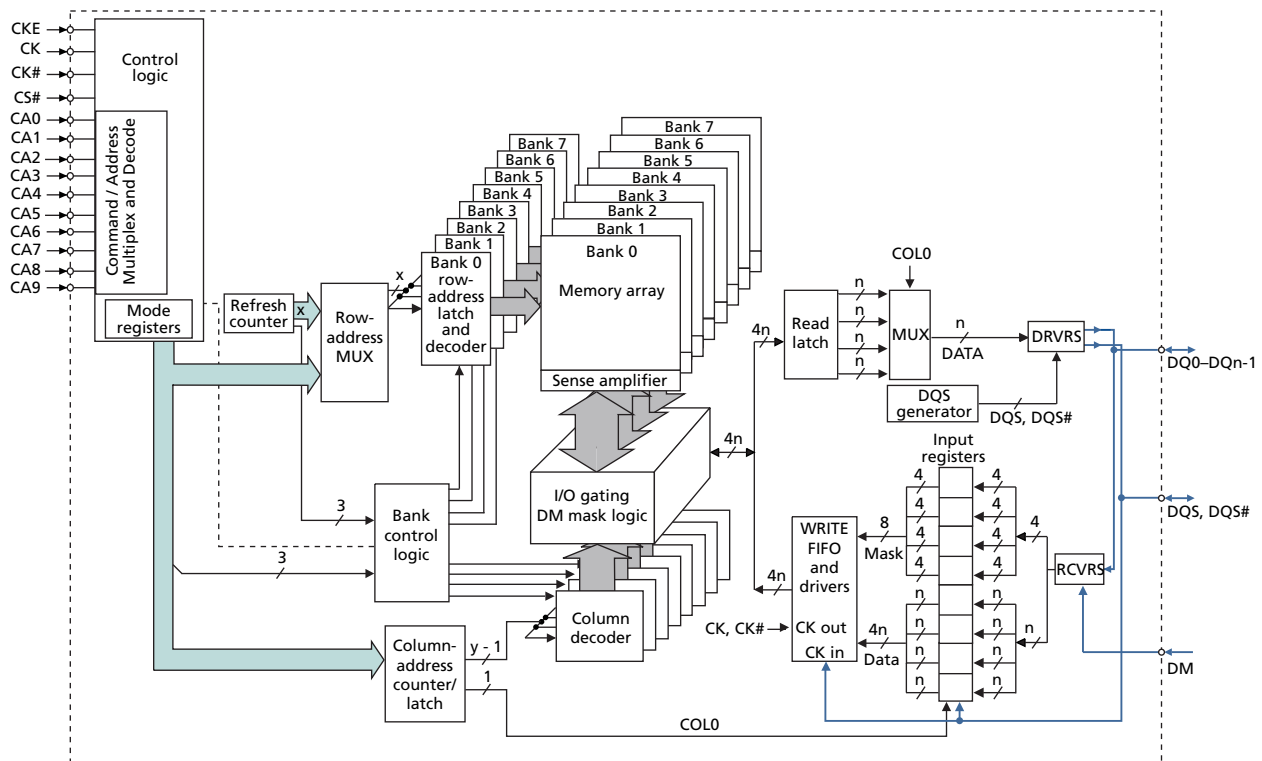 CKE
CK
CK#
CS#
CA0
CA1
CA2
CA3
CA4
CA5
CA6
CA7
CA8
CA9
Control
logic
Command / Address
Multiplex and Decode
Mode
registers
Refresh
counter
x
Row-
address
MUX
x
Bank 7
Bank 6
Bank 5
Bank 4
Bank 3
Bank 2
Bank 1
Bank 0
row-
address
latch
and
decoder
Bank 7
Bank 6
Bank 5
Bank 4
Bank 3
Bank 2
Bank 1
Bank 0
Memory array
Sense amplifier
3
3
Bank
control
logic
I/O gating
DM mask logic
Column
decoder
Column-
address
counter/
latch
y - 1
1
COL0
4n
4n
4n
Read
latch
n
n
n
n
COL0
MUX
n
DATA
DRVRS
DQS
generator
DQS, DQS#
DQ0–DQn-1
DQS, DQS#
DM
Input
registers
WRITE
FIFO
and
drivers
CK out
CK in
CK, CK#
8
Mask
4n
Data
4
4
4
4
n
n
n
n
4
4
4
4
n
n
n
n
4
n
RCVRS